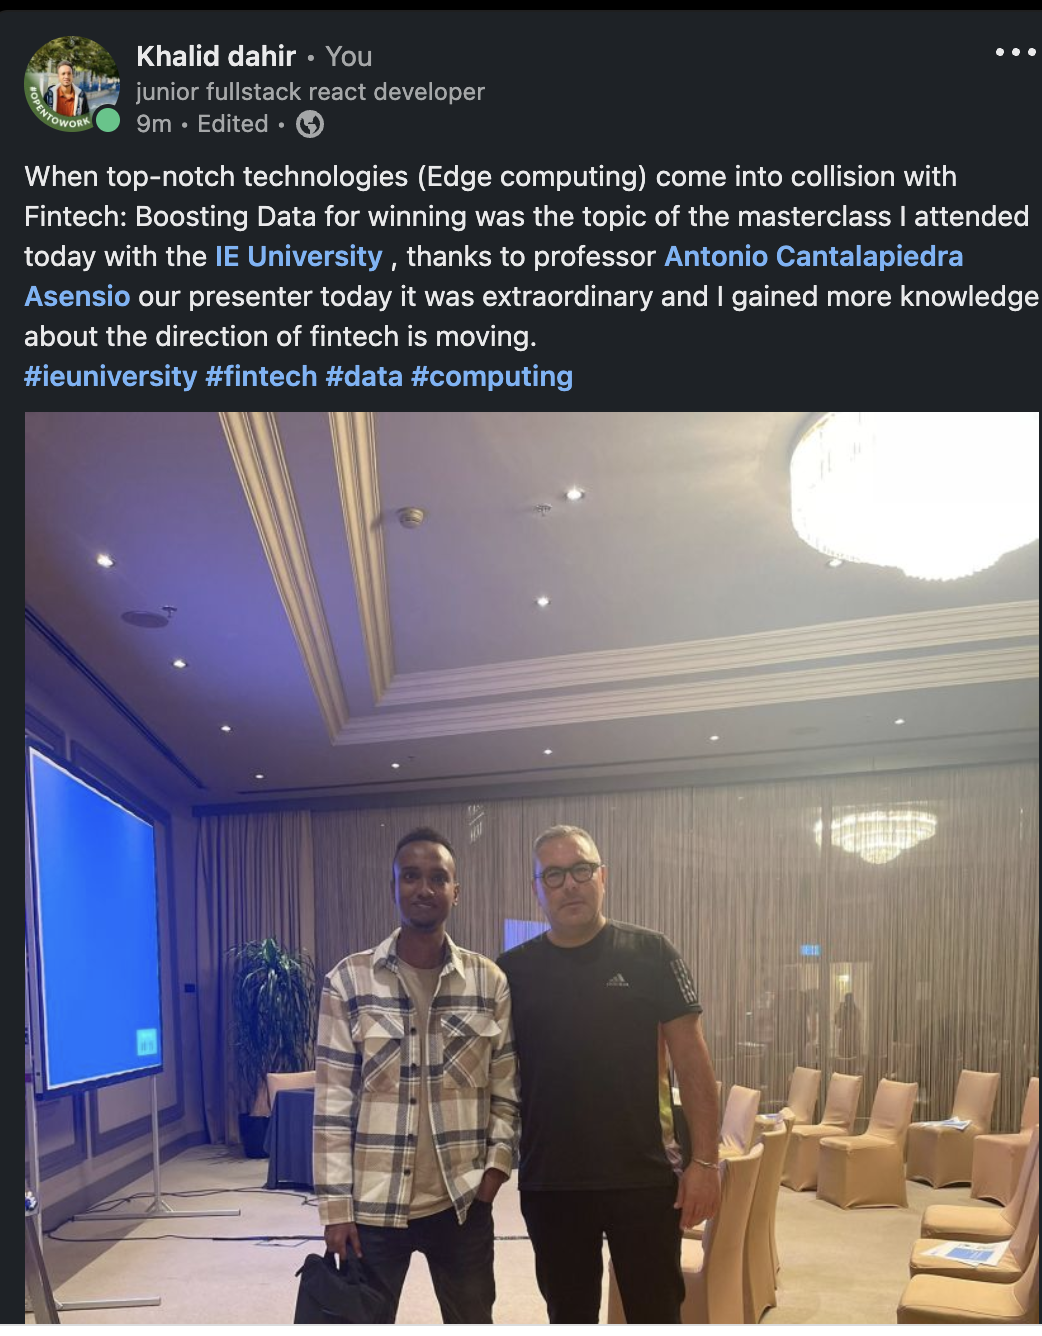 Khalid dahir • You
junior fullstack react developer
#OPENTOWORK
9m • Edited •
When top-notch technologies (Edge computing) come into collision with
Fintech: Boosting Data for winning was the topic of the masterclass I attended
today with the IE University , thanks to professor Antonio Cantalapiedra
Asensio our presenter today it was extraordinary and I gained more knowledge
about the direction of fintech is moving.
#ieuniversity #fintech #data #computing